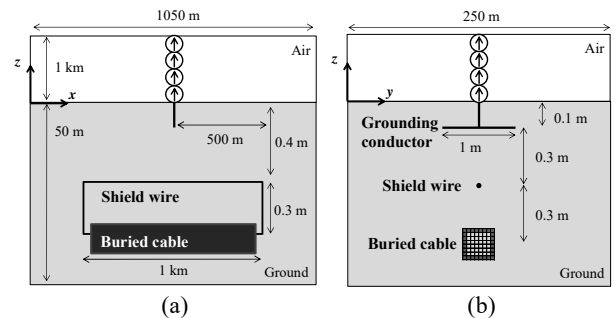 1050 m
Air
z
1 km
x
50 m
500 m
0.4 m
Shield wire
0.3 m
Buried cable
1 km
Ground
(a)
250 m
Air
z
y
Grounding
conductor
0.1 m
1 m
0.3 m
Shield wire
0.3 m
Buried cable
Ground
(b)